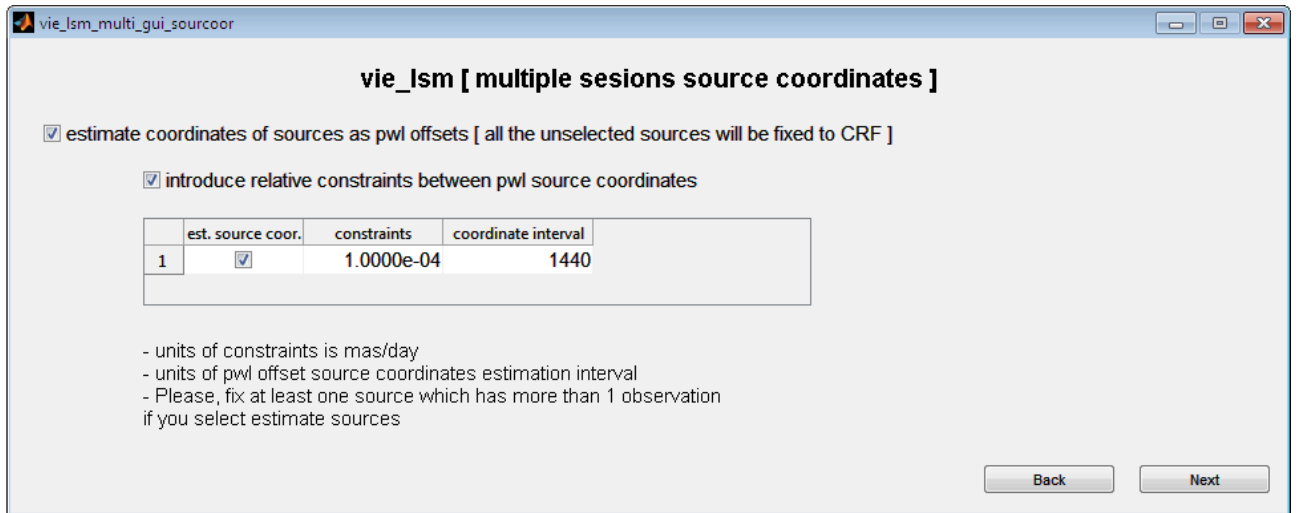 vie_lsm_multi_gui_sourcoor
vie_lsm [ multiple sesions source coordinates ]
estimate coordinates of sources as pwl offsets [ all the unselected sources will be fixed to CRF ]
introduce relative constraints between pwl source coordinates
est. source coor. constraints coordinate interval
1 1.0000e-04 1440
- units of constraints is mas/day
- units of pwl offset source coordinates estimation interval
- Please, fix at least one source which has more than 1 observation
if you select estimate sources
Back Next